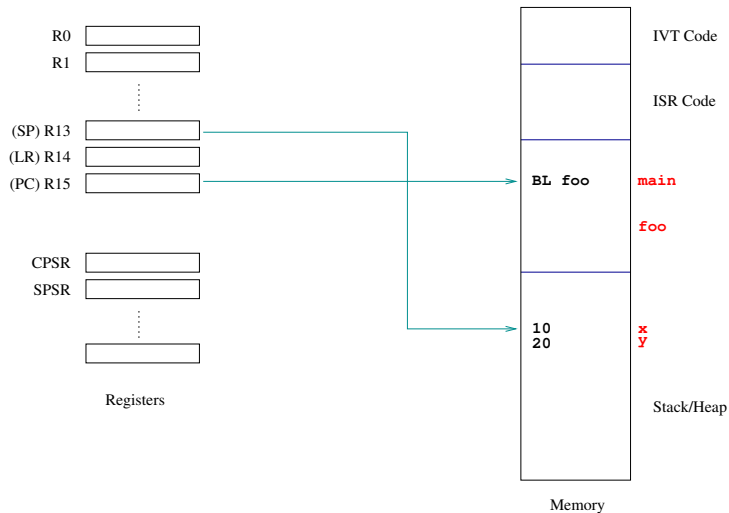 R0
R1
(SP) R13
(LR) R14
(PC) R15
CPSR
SPSR
Registers
IVT Code
ISR Code
BL foo
main
foo
10
x
20
y
Stack/Heap
Memory